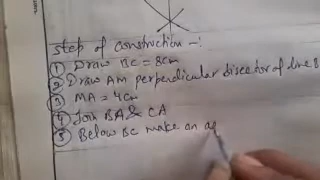 Step of construction -:
① Draw BC = 8cm
② Draw AM perpendicular bisector of line B
③ MA = 4cm
④ Join BA & CA
⑤ Below BC make an